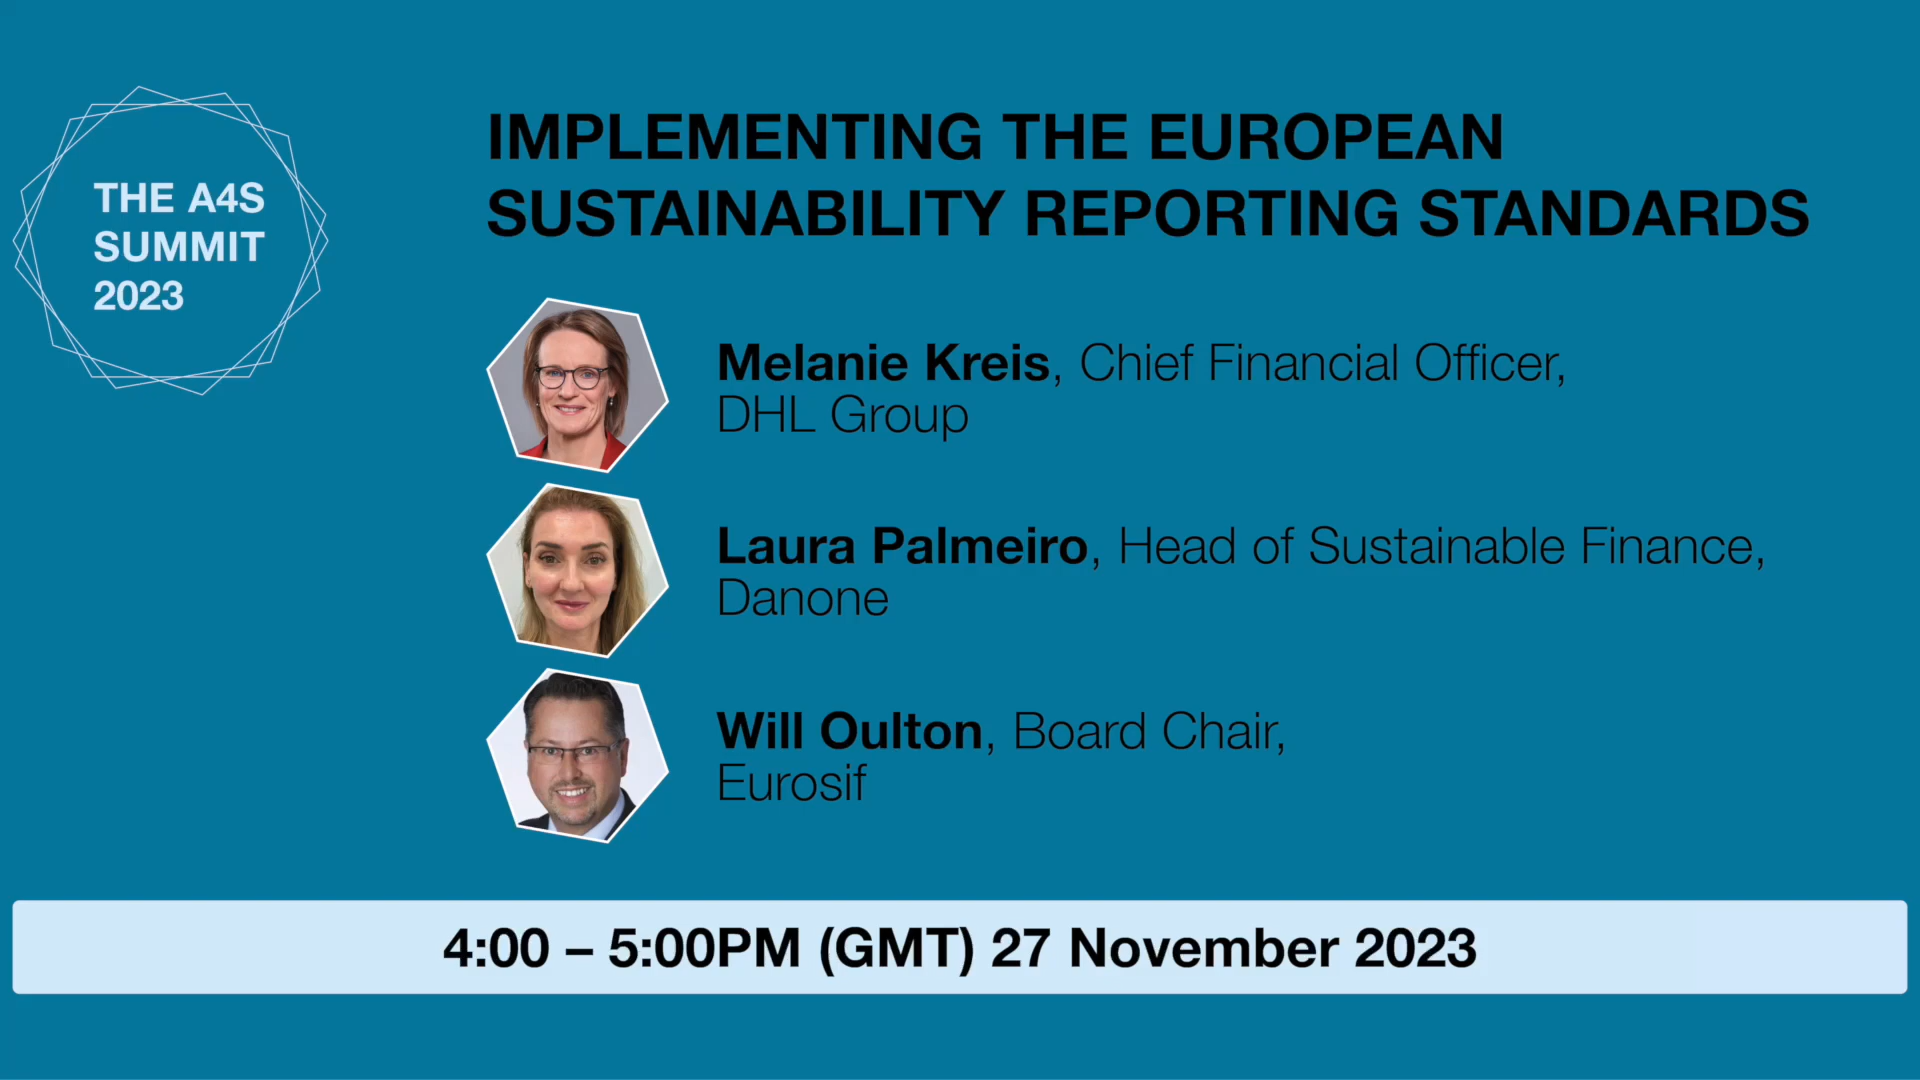 THE A4S
SUMMIT
2023
IMPLEMENTING THE EUROPEAN
SUSTAINABILITY REPORTING STANDARDS
Melanie Kreis, Chief Financial Officer,
DHL Group
Laura Palmeiro, Head of Sustainable Finance,
Danone
Will Oulton, Board Chair,
Eurosif
4:00 – 5:00PM (GMT) 27 November 2023